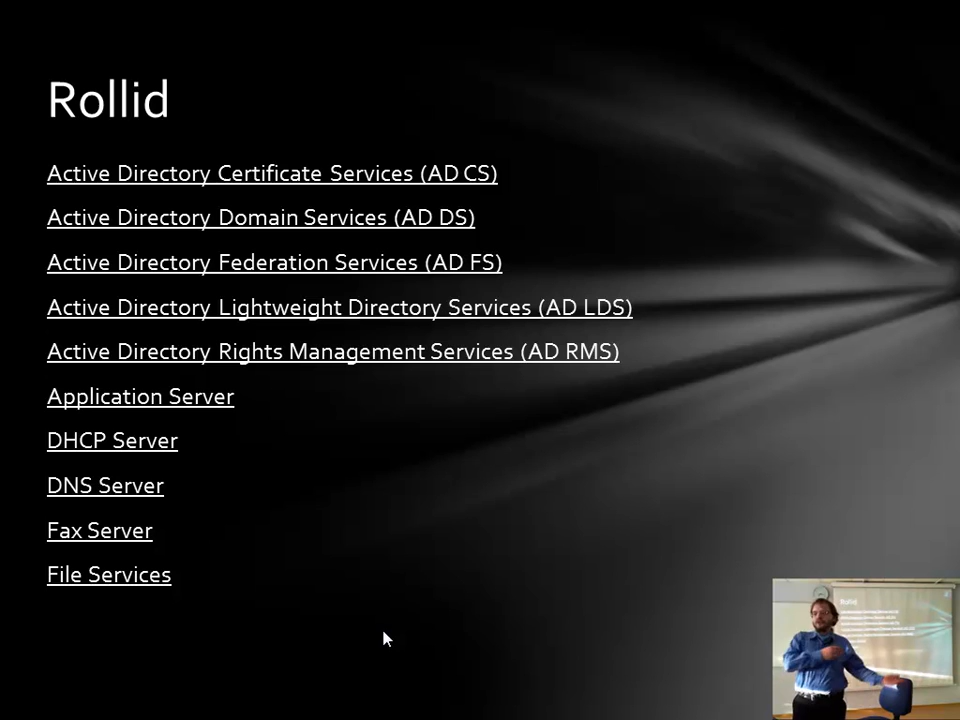 Rollid
Active Directory Certificate Services (AD CS)
Active Directory Domain Services (AD DS)
Active Directory Federation Services (AD FS)
Active Directory Lightweight Directory Services (AD LDS)
Active Directory Rights Management Services (AD RMS)
Application Server
DHCP Server
DNS Server
Fax Server
File Services
Rollid